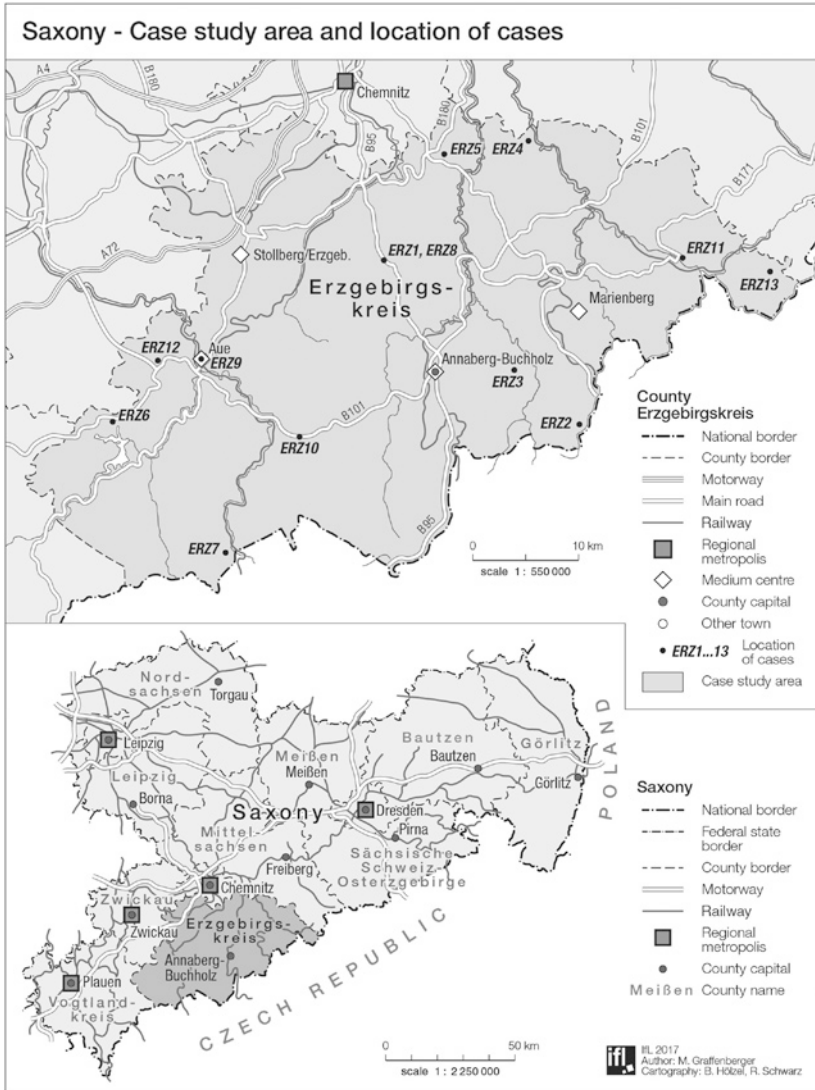 Saxony - Case study area and location of cases
A4
B180
Chemnitz
B95
B180
B101
B171
ERZ5
ERZ4
A72
Stollberg/Erzgeb.
ERZ1, ERZ8
ERZ11
ERZ13
Erzgebirgs-
kreis
Marienberg
Aue
ERZ12
ERZ9
Annaberg-Buchholz
ERZ3
ERZ6
B101
ERZ10
ERZ2
B95
ERZ7
0 10 km
scale 1 : 550 000
County
Erzgebirgskreis
National border
County border
Motorway
Main road
Railway
Regional
metropolis
Medium centre
County capital
Other town
ERZ1...13 Location
of cases
Case study area
Nord-
sachsen
Torgau
Leipzig
Leipzig
Borna
Meißen
Meißen
Bautzen
Bautzen
Görlitz
Görlitz
POLAND
Saxony
Dresden
Pirna
Mittel-
sachsen
Freiberg
Sächsische
Schweiz-
Osterzgebirge
Chemnitz
Zwickau
Zwickau
Erzgebirgs-
kreis
Annaberg-
Buchholz
Plauen
Vogtland-
kreis
CZECH REPUBLIC
0 50 km
scale 1 : 2 250 000
Saxony
National border
Federal state
border
County border
Motorway
Railway
Regional
metropolis
County capital
Meißen County name
ifl
IfL 2017
Author: M. Graffenberger
Cartography: B. Hölzel, R. Schwarz